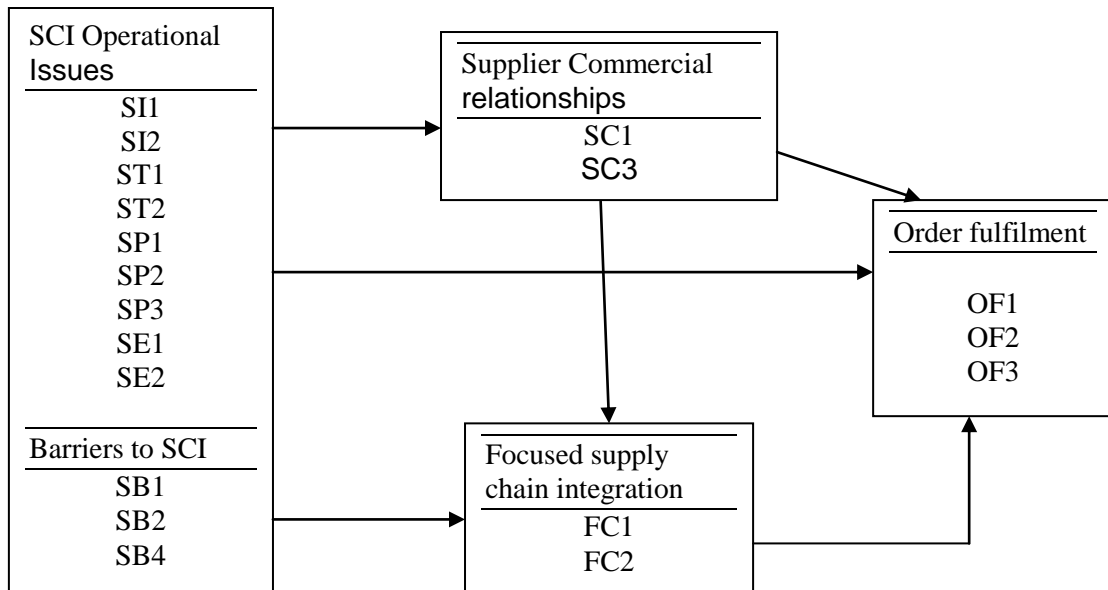 SCI Operational
Issues
SI1
SI2
ST1
ST2
SP1
SP2
SP3
SE1
SE2
Barriers to SCI
SB1
SB2
SB4
Supplier Commercial
relationships
SC1
SC3
Focused supply
chain integration
FC1
FC2
Order fulfilment
OF1
OF2
OF3